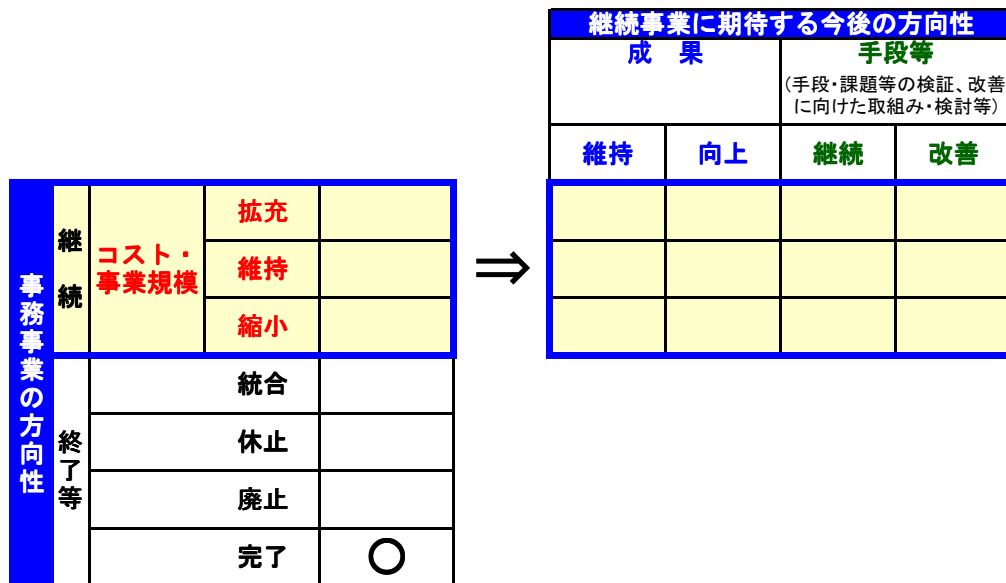 継続事業に期待する今後の方向性
成 果
手段等
(手段・課題等の検証、改善
に向けた取組み・検討等)
維持
向上
継続
改善
事務事業の方向性
継続
コスト・
事業規模
拡充
維持
縮小
⇒
終了等
統合
休止
廃止
完了
○